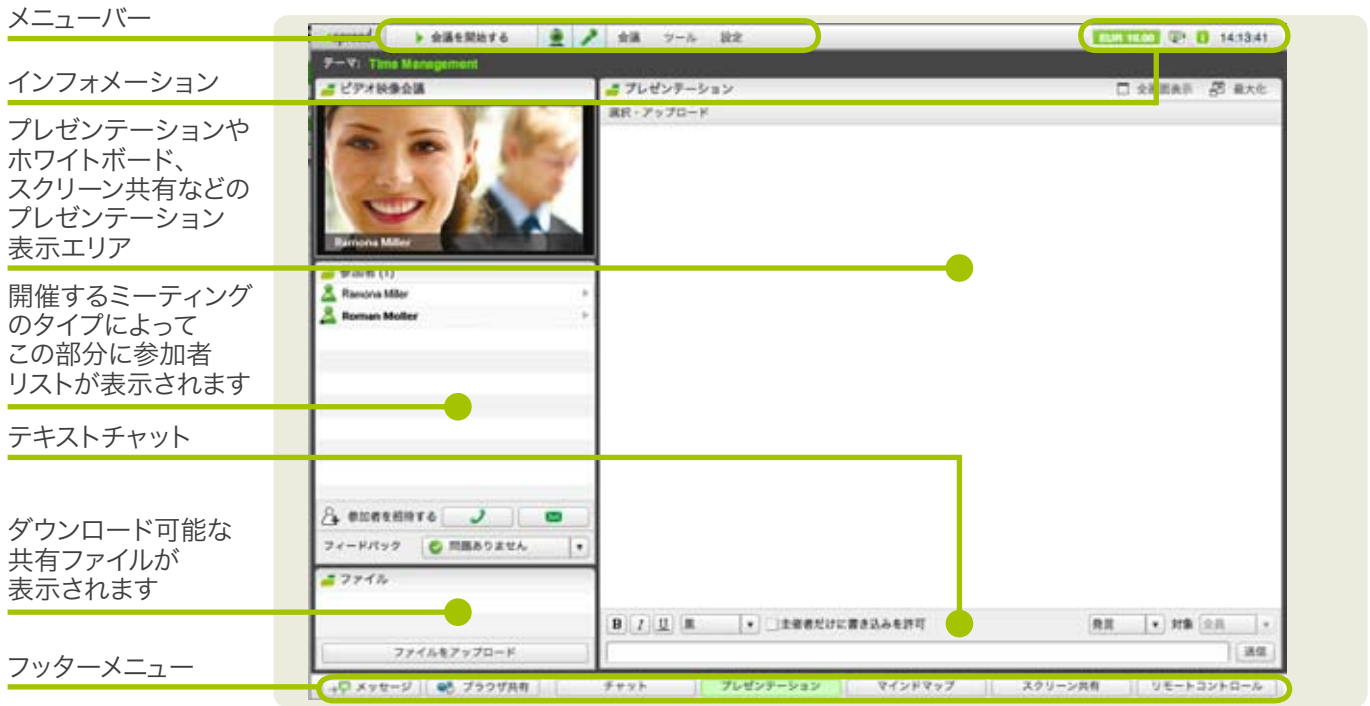 メニューバー
インフォメーション
プレゼンテーションや
ホワイトボード、
スクリーン共有などの
プレゼンテーション
表示エリア
開催するミーティング
のタイプによって
この部分に参加者
リストが表示されます
テキストチャット
ダウンロード可能な
共有ファイルが
表示されます
フッターメニュー
spreed 会議を開始する 会議 ツール 設定 EUR 10.00 14:13:41
テーマ: Time Management
ビデオ映像会議
Ramona Miller
参加者 (1)
Ramona Miller
Roman Moller
参加者を招待する
フィードバック 問題ありません
ファイル
ファイルをアップロード
プレゼンテーション 全画面表示 最大化
選択・アップロード
B I U 黒 主催者だけに書き込みを許可 発言 対象 全員
送信
メッセージ ブラウザ共有 チャット プレゼンテーション マインドマップ スクリーン共有 リモートコントロール